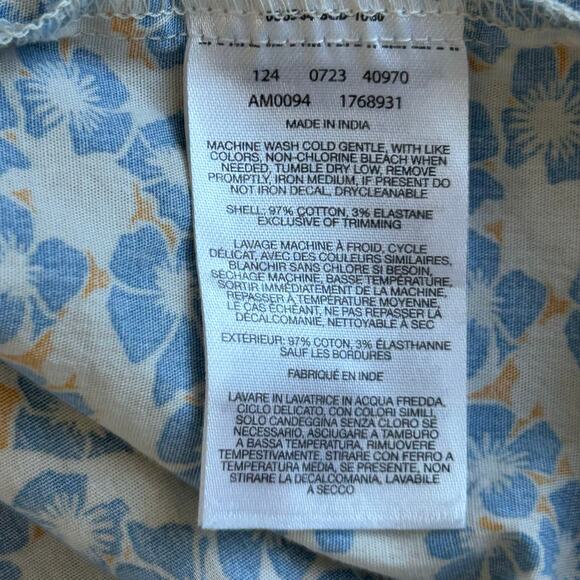 124 0723 40970
AM0094 1768931
MADE IN INDIA
MACHINE WASH COLD GENTLE, WITH LIKE
COLORS, NON-CHLORINE BLEACH WHEN
NEEDED, TUMBLE DRY LOW, REMOVE
PROMPTLY, IRON MEDIUM, IF PRESENT DO
NOT IRON DECAL, DRYCLEANABLE
SHELL: 97% COTTON, 3% ELASTANE
EXCLUSIVE OF TRIMMING
LAVAGE MACHINE À FROID, CYCLE
DÉLICAT, AVEC DES COULEURS SIMILAIRES,
BLANCHIR SANS CHLORE SI BESOIN,
SÉCHAGE MACHINE, BASSE TEMPÉRATURE,
SORTIR IMMÉDIATEMENT DE LA MACHINE,
REPASSER À TEMPÉRATURE MOYENNE,
LE CAS ÉCHÉANT, NE PAS REPASSER LA
DÉCALCOMANIE, NETTOYABLE À SEC
EXTÉRIEUR: 97% COTON, 3% ÉLASTHANNE
SAUF LES BORDURES
FABRIQUÉ EN INDE
LAVARE IN LAVATRICE IN ACQUA FREDDA,
CICLO DELICATO, CON COLORI SIMILI,
SOLO CANDEGGINA SENZA CLORO SE
NECESSARIO, ASCIUGARE A TAMBURO
A BASSA TEMPERATURA, RIMUOVERE
TEMPESTIVAMENTE, STIRARE CON FERRO A
TEMPERATURA MEDIA, SE PRESENTE, NON
STIRARE LA DECALCOMANIA, LAVABILE
A SECCO